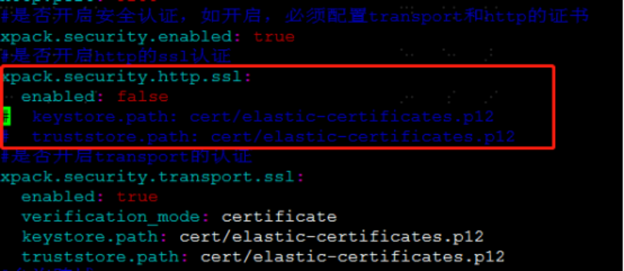 #是否开启安全认证，如开启，必须配置transport和http的证书
xpack.security.enabled: true
#是否开启http的ssl认证
xpack.security.http.ssl:
  enabled: false
#  keystore.path: cert/elastic-certificates.p12
#  truststore.path: cert/elastic-certificates.p12
#是否开启transport的认证
xpack.security.transport.ssl:
  enabled: true
  verification_mode: certificate
  keystore.path: cert/elastic-certificates.p12
  truststore.path: cert/elastic-certificates.p12